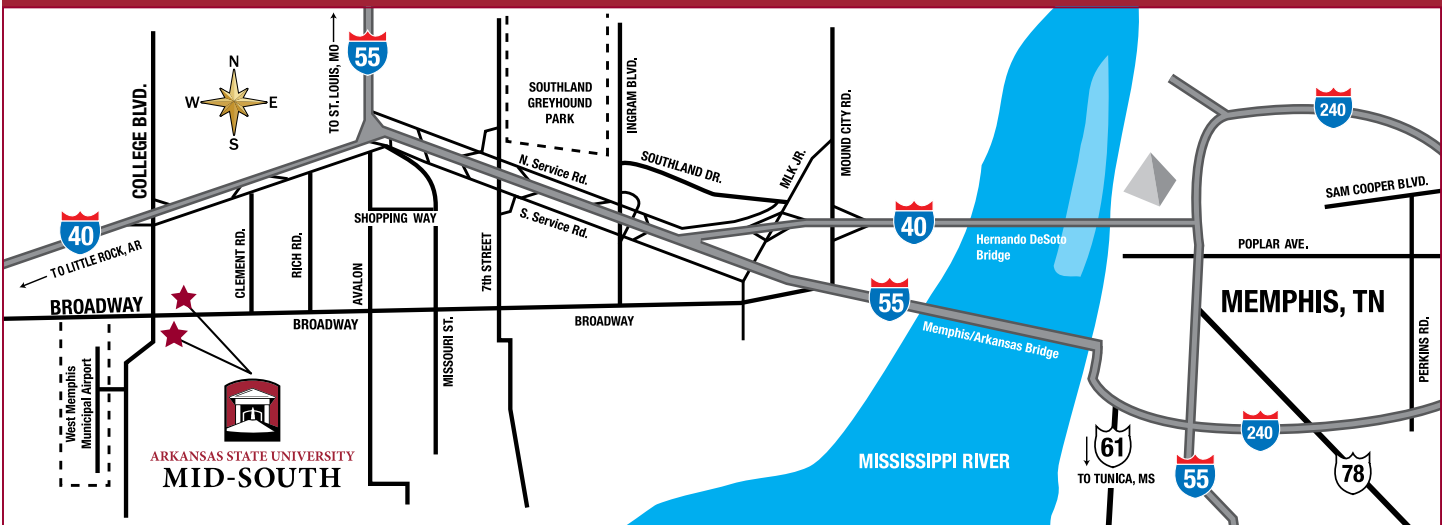 N
W
E
S
COLLEGE BLVD.
TO ST. LOUIS, MO
55
SOUTHLAND
GREYHOUND
PARK
INGRAM BLVD.
MOUND CITY RD.
240
N. Service Rd.
SOUTHLAND DR.
MLK JR.
SAM COOPER BLVD.
40
TO LITTLE ROCK, AR
SHOPPING WAY
S. Service Rd.
40
Hernando DeSoto
Bridge
POPLAR AVE.
CLEMENT RD.
RICH RD.
AVALON
7th STREET
BROADWAY
BROADWAY
BROADWAY
55
Memphis/Arkansas Bridge
MEMPHIS, TN
MISSOURI ST.
PERKINS RD.
West Memphis
Municipal Airport
ARKANSAS STATE UNIVERSITY
MID-SOUTH
MISSISSIPPI RIVER
61
TO TUNICA, MS
240
55
78